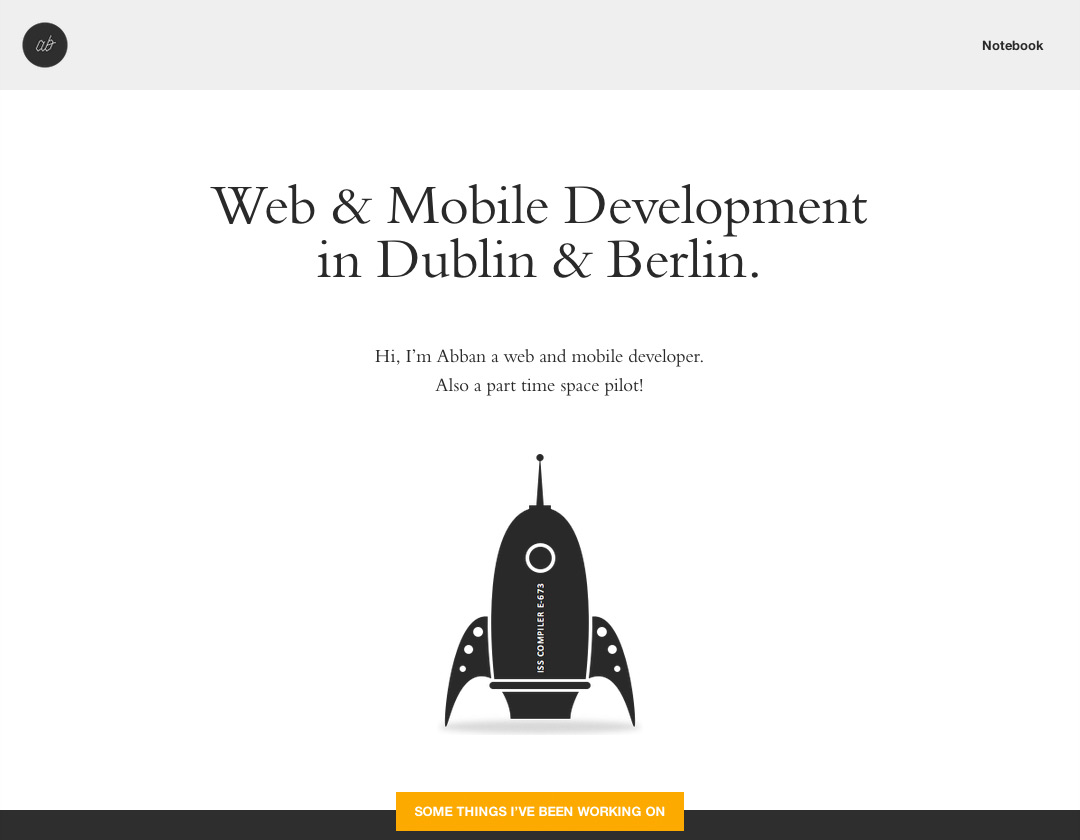 ab
Notebook
Web & Mobile Development
in Dublin & Berlin.
Hi, I’m Abban a web and mobile developer.
Also a part time space pilot!
ISS COMPILER E-673
SOME THINGS I’VE BEEN WORKING ON